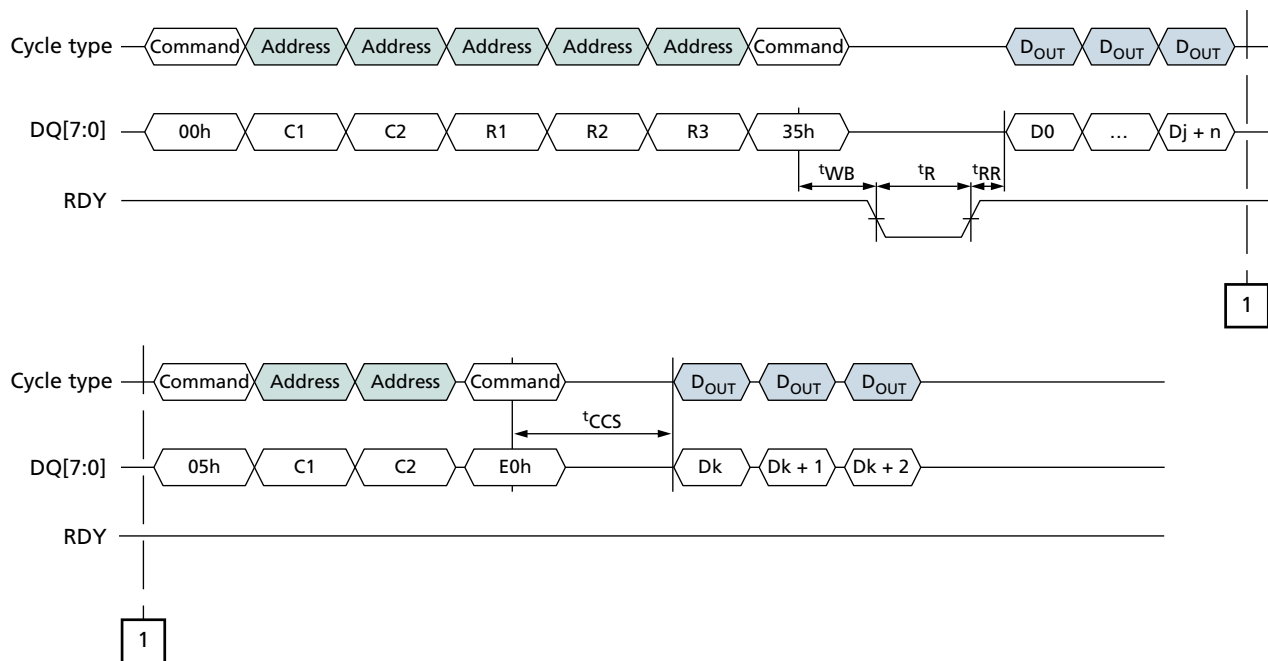 Cycle type Command Address Address Address Address Address Command DOUT DOUT DOUT
DQ[7:0] 00h C1 C2 R1 R2 R3 35h D0 … Dj + n
tWB tR tRR
RDY
1
Cycle type Command Address Address Command DOUT DOUT DOUT
tCCS
DQ[7:0] 05h C1 C2 E0h Dk Dk + 1 Dk + 2
RDY
1